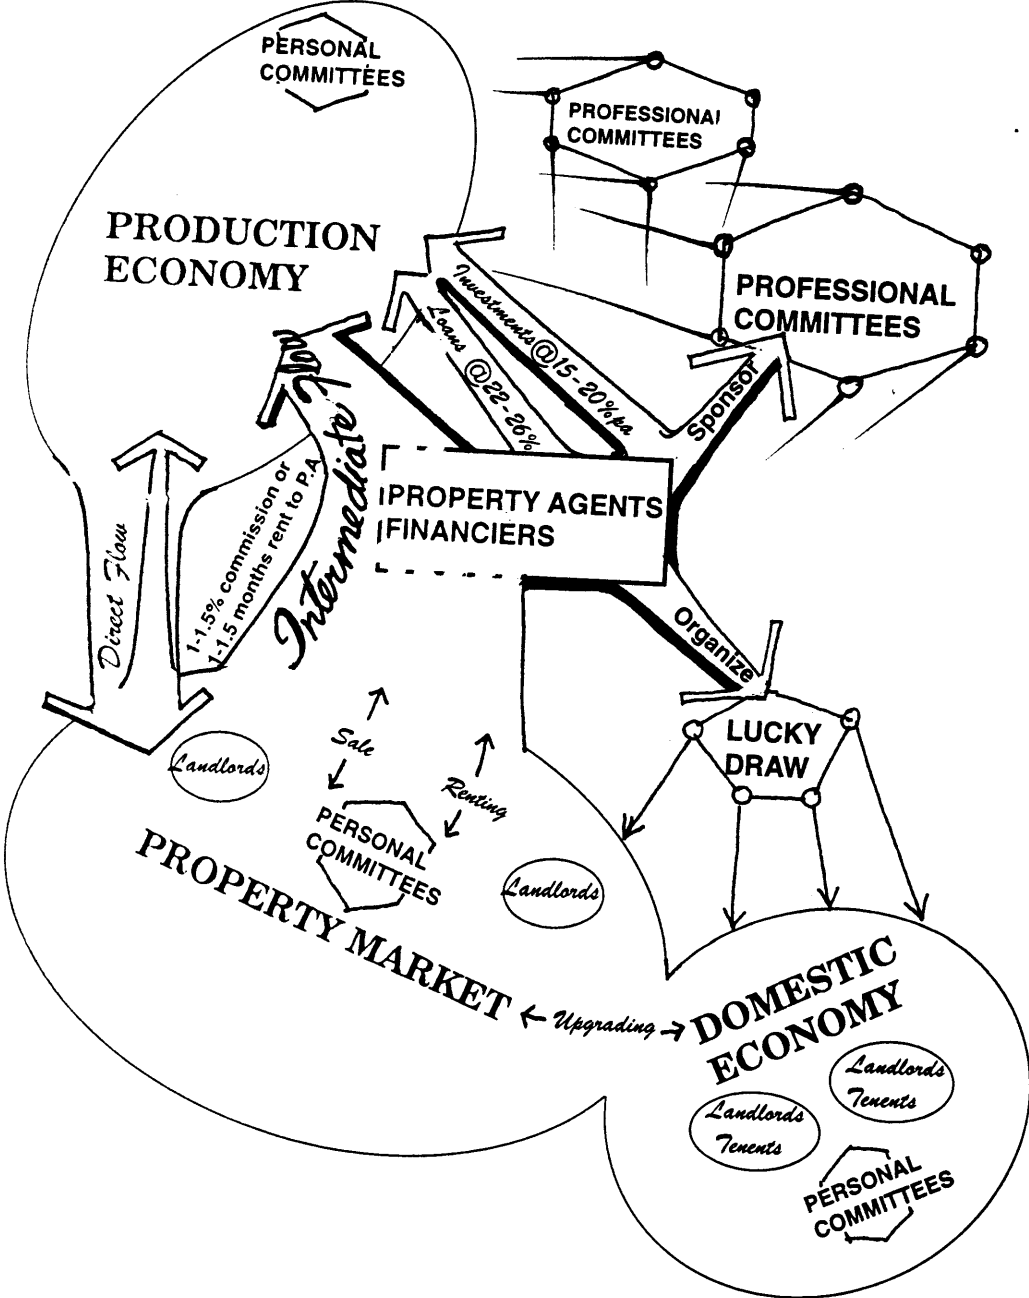 PERSONAL
COMMITTEES
PROFESSIONAL
COMMITTEES
PRODUCTION
ECONOMY
PROFESSIONAL
COMMITTEES
Investments @ 15-20% pa
Loans @ 22-26%
Sponsor
Intermediate
PROPERTY AGENTS
FINANCIERS
Direct Flow
1-1.5% commission or
1-1.5 months rent to P.A
Organize
LUCKY
DRAW
Sale
Landlords
Renting
PERSONAL
COMMITTEES
Landlords
PROPERTY MARKET
Upgrading
DOMESTIC
ECONOMY
Landlords
Tenents
Landlords
Tenents
PERSONAL
COMMITTEES